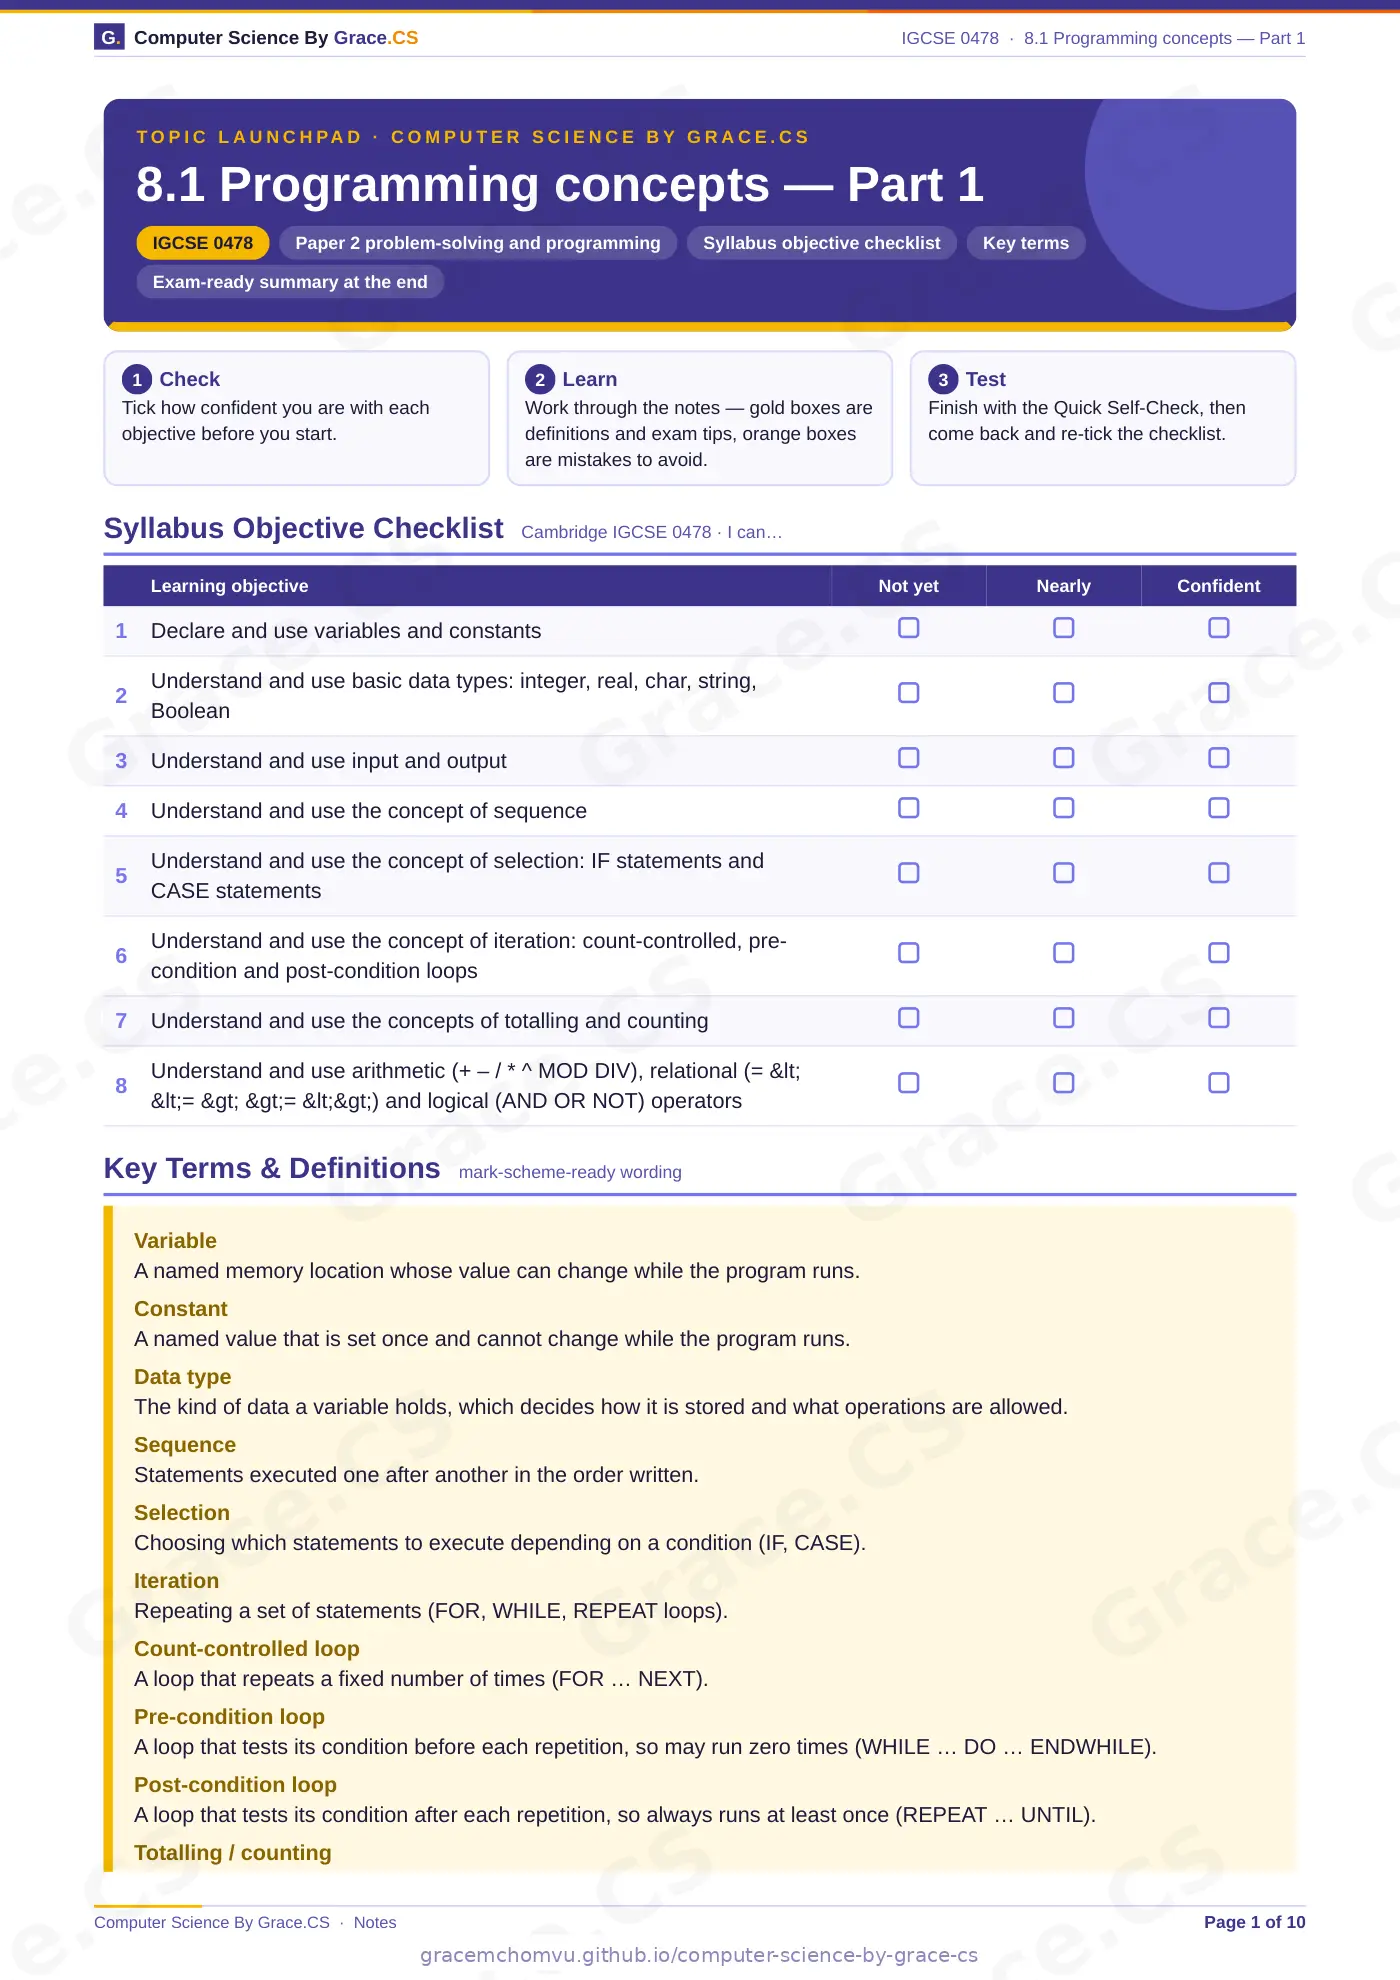 G. Computer Science By Grace.CS
IGCSE 0478 · 8.1 Programming concepts — Part 1
TOPIC LAUNCHPAD · COMPUTER SCIENCE BY GRACE.CS
8.1 Programming concepts — Part 1
IGCSE 0478 Paper 2 problem-solving and programming Syllabus objective checklist Key terms
Exam-ready summary at the end
1 Check
Tick how confident you are with each
objective before you start.
2 Learn
Work through the notes — gold boxes are
definitions and exam tips, orange boxes
are mistakes to avoid.
3 Test
Finish with the Quick Self-Check, then
come back and re-tick the checklist.
Syllabus Objective Checklist Cambridge IGCSE 0478 · I can…
Learning objective Not yet Nearly Confident
1 Declare and use variables and constants
2 Understand and use basic data types: integer, real, char, string,
Boolean
3 Understand and use input and output
4 Understand and use the concept of sequence
5 Understand and use the concept of selection: IF statements and
CASE statements
6 Understand and use the concept of iteration: count-controlled, pre-
condition and post-condition loops
7 Understand and use the concepts of totalling and counting
8 Understand and use arithmetic (+ – / * ^ MOD DIV), relational (= &lt;
&lt;= &gt; &gt;= &lt;&gt;) and logical (AND OR NOT) operators
Key Terms & Definitions mark-scheme-ready wording
Variable
A named memory location whose value can change while the program runs.
Constant
A named value that is set once and cannot change while the program runs.
Data type
The kind of data a variable holds, which decides how it is stored and what operations are allowed.
Sequence
Statements executed one after another in the order written.
Selection
Choosing which statements to execute depending on a condition (IF, CASE).
Iteration
Repeating a set of statements (FOR, WHILE, REPEAT loops).
Count-controlled loop
A loop that repeats a fixed number of times (FOR … NEXT).
Pre-condition loop
A loop that tests its condition before each repetition, so may run zero times (WHILE … DO … ENDWHILE).
Post-condition loop
A loop that tests its condition after each repetition, so always runs at least once (REPEAT … UNTIL).
Totalling / counting
Computer Science By Grace.CS · Notes
Page 1 of 10
gracemchomvu.github.io/computer-science-by-grace-cs